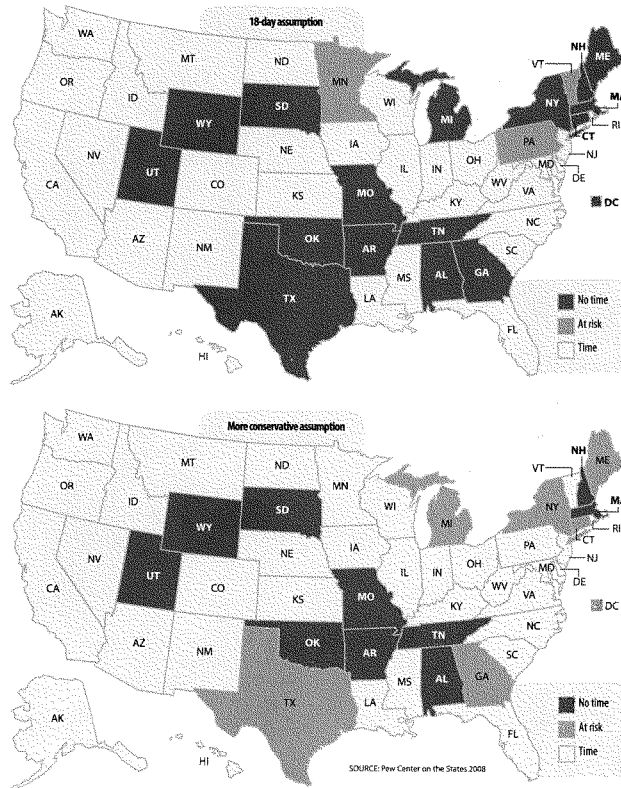 18-day assumption
WA
OR
CA
NV
ID
MT
WY
UT
AZ
CO
NM
ND
SD
NE
KS
OK
TX
MN
IA
MO
AR
LA
WI
IL
IN
MI
OH
KY
TN
MS
AL
GA
FL
SC
NC
VA
WV
PA
NY
VT
NH
ME
MA
RI
CT
NJ
DE
MD
DC
AK
HI
No time
At risk
Time
More conservative assumption
WA
OR
CA
NV
ID
MT
WY
UT
AZ
CO
NM
ND
SD
NE
KS
OK
TX
MN
IA
MO
AR
LA
WI
IL
IN
MI
OH
KY
TN
MS
AL
GA
FL
SC
NC
VA
WV
PA
NY
VT
NH
ME
MA
RI
CT
NJ
DE
MD
DC
AK
HI
No time
At risk
Time
SOURCE: Pew Center on the States 2008